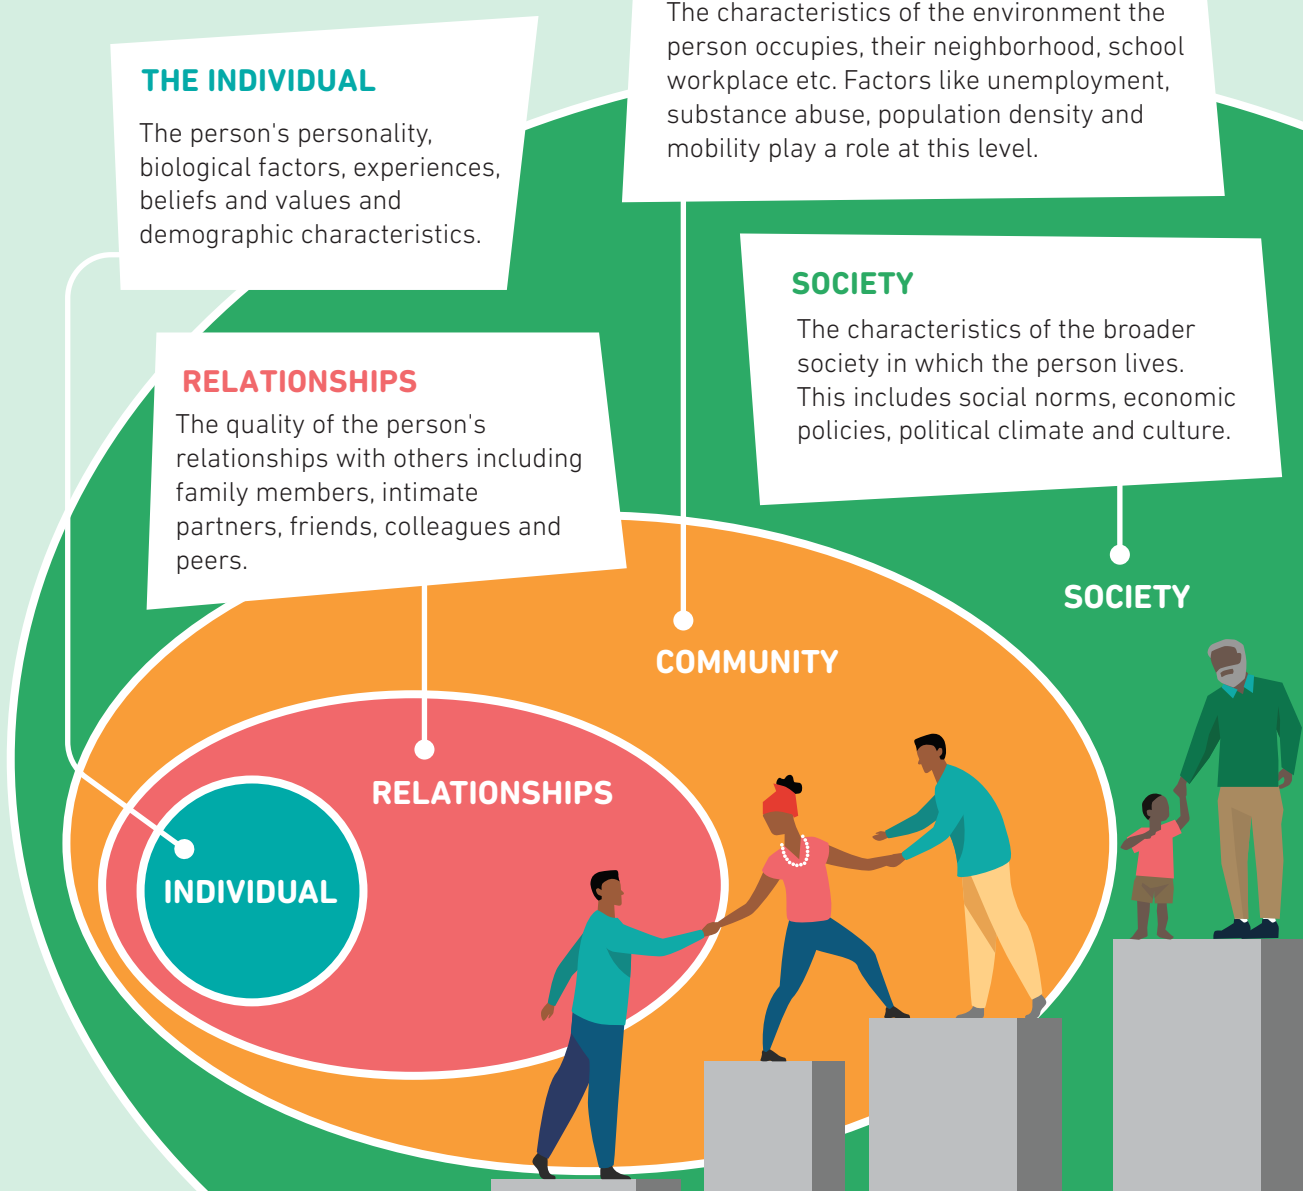 THE INDIVIDUAL
The person's personality,
biological factors, experiences,
beliefs and values and
demographic characteristics.
The characteristics of the environment the
person occupies, their neighborhood, school
workplace etc. Factors like unemployment,
substance abuse, population density and
mobility play a role at this level.
RELATIONSHIPS
The quality of the person's
relationships with others including
family members, intimate
partners, friends, colleagues and
peers.
SOCIETY
The characteristics of the broader
society in which the person lives.
This includes social norms, economic
policies, political climate and culture.
SOCIETY
COMMUNITY
RELATIONSHIPS
INDIVIDUAL